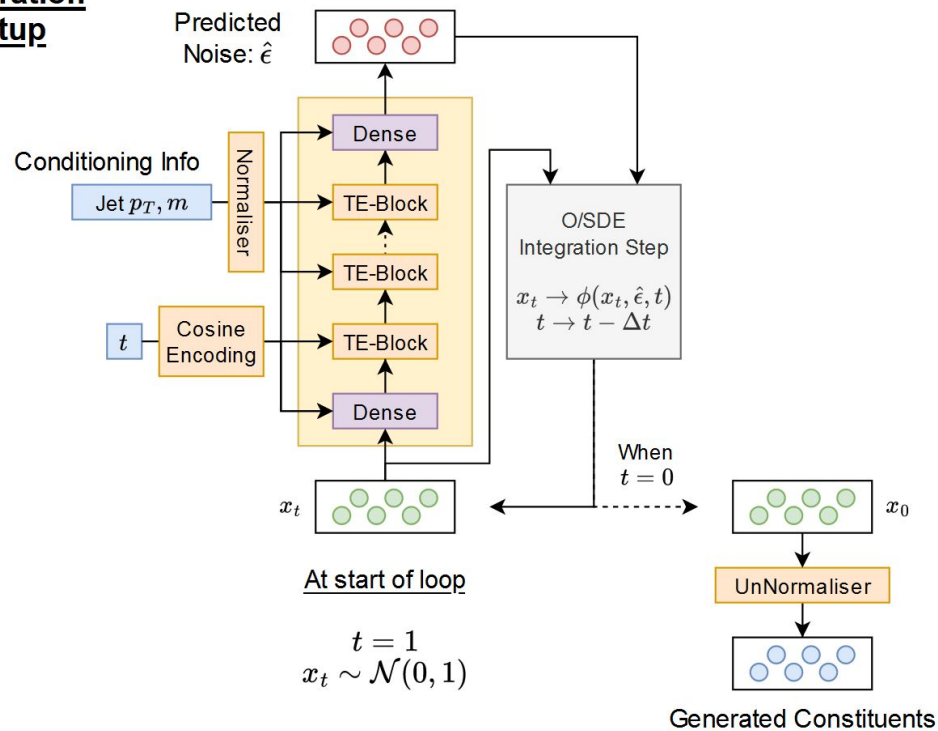 Predicted
Noise: ϵ̂
Dense
Conditioning Info
Normaliser
Jet p_T, m
TE-Block
TE-Block
t
Cosine
Encoding
TE-Block
Dense
O/SDE
Integration Step
x_t → ϕ(x_t, ϵ̂, t)
t → t − Δt
When
t = 0
x_t
x_0
At start of loop
t = 1
x_t ∼ 𝒩(0, 1)
UnNormaliser
Generated Constituents